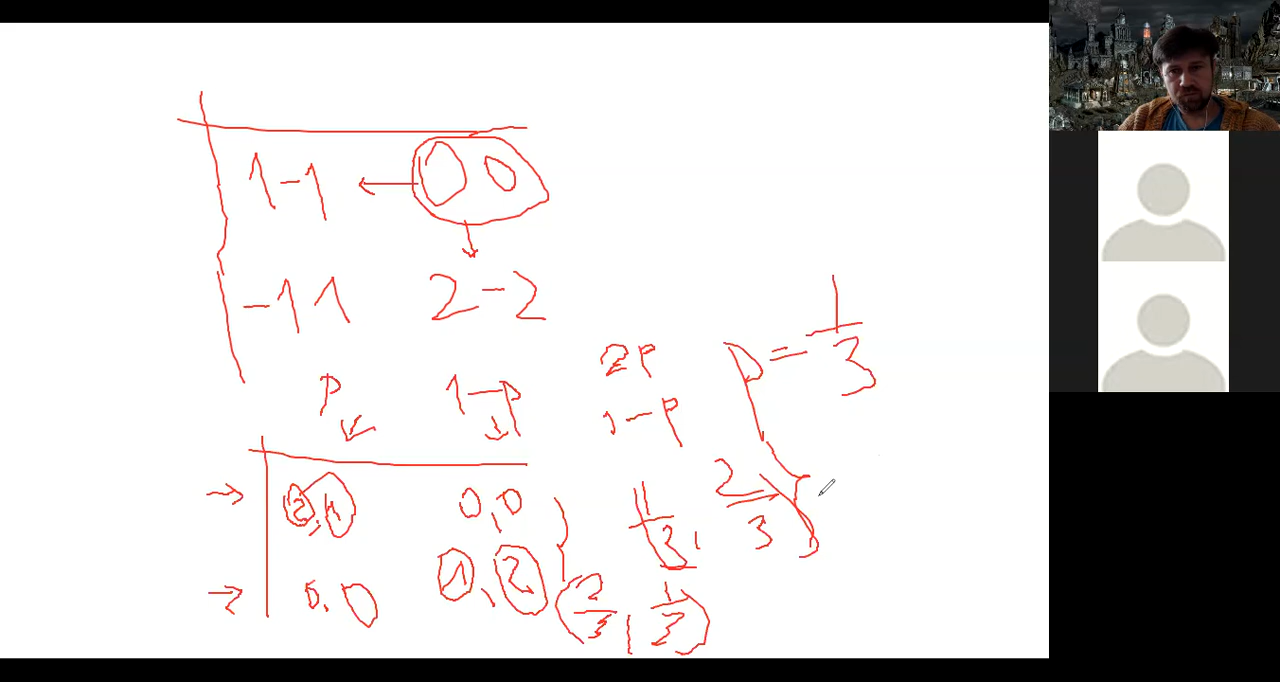 1 -1 0 0
-1 1 2 -2
P 1-P
2,1 0,0
0,0 1,2
2P
1-P
P = 1/3
1/3, 2/3
(2/3, 1/3)